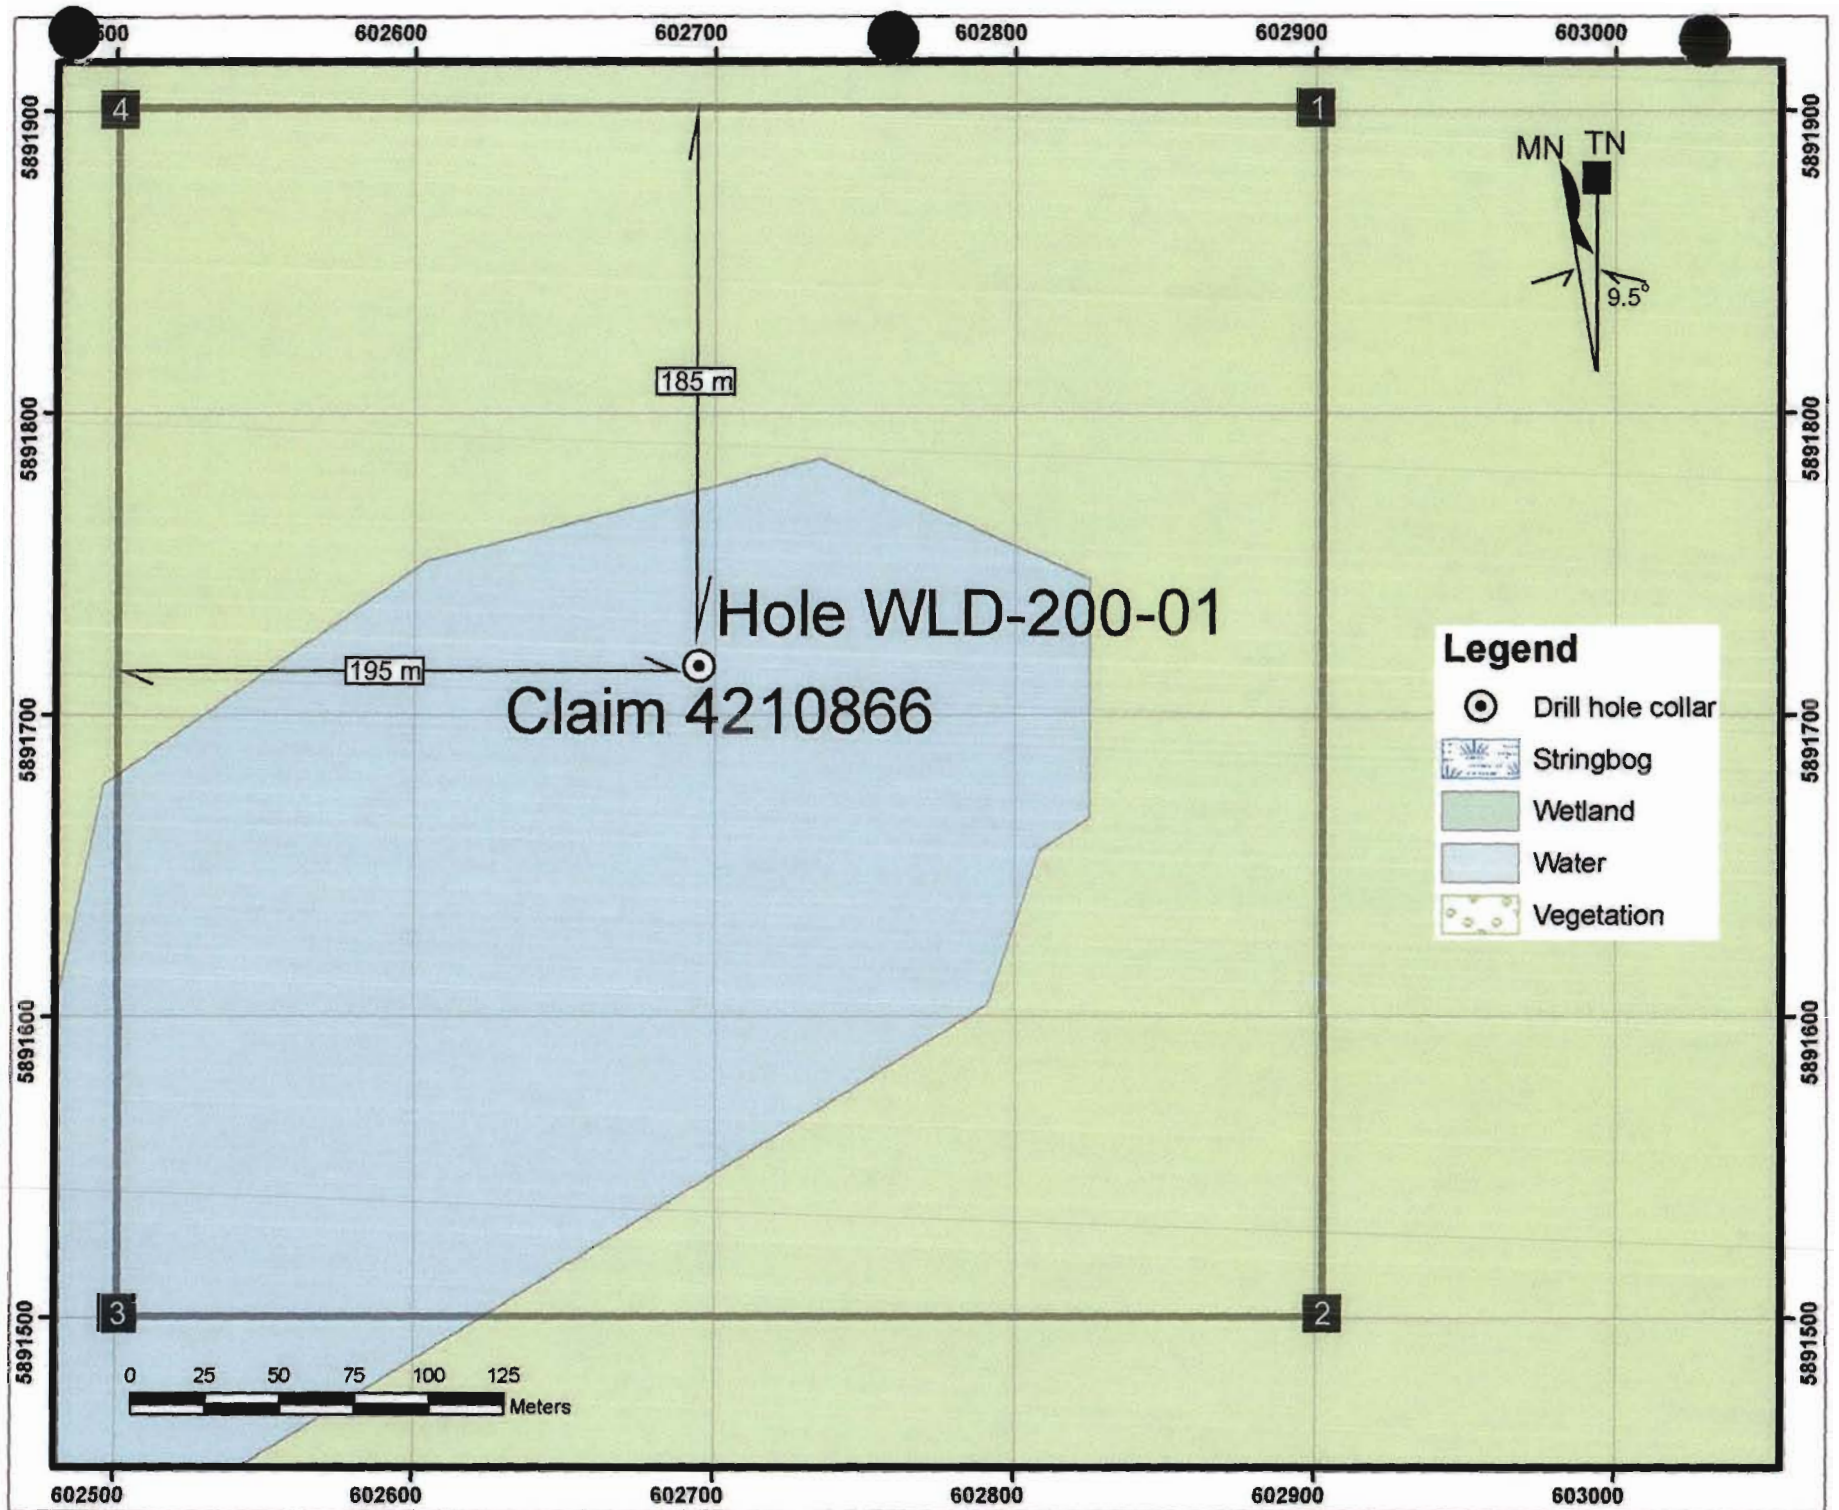 500 602600 602700 602800 602900 603000
4 1
5891900 5891900
MN TN
9.5°
185 m
5891800 5891800
Hole WLD-200-01
195 m
Claim 4210866
5891700 5891700
Legend
Drill hole collar
Stringbog
Wetland
Water
Vegetation
5891600 5891600
3 2
5891500 5891500
0 25 50 75 100 125
Meters
602500 602600 602700 602800 602900 603000